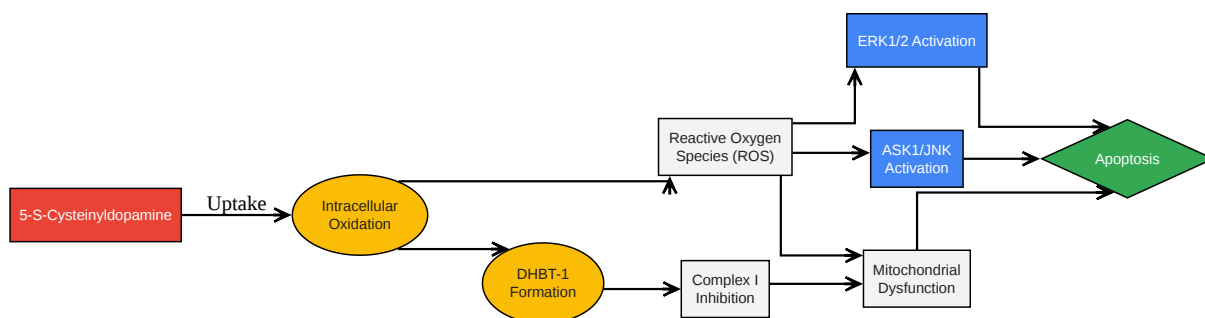 5-S-Cysteinyldopamine
Uptake
Intracellular
Oxidation
DHBT-1
Formation
Reactive Oxygen
Species (ROS)
Complex I
Inhibition
ERK1/2 Activation
ASK1/JNK
Activation
Mitochondrial
Dysfunction
Apoptosis